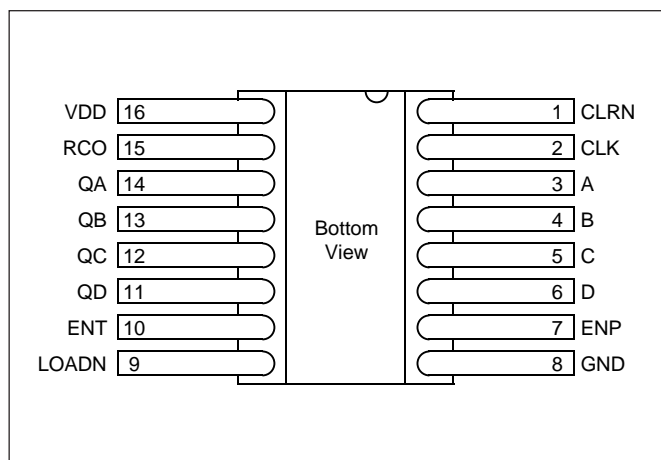 VDD 16 1 CLRN
RCO 15 2 CLK
QA 14 3 A
QB 13 4 B
QC 12 5 C
QD 11 6 D
ENT 10 7 ENP
LOADN 9 8 GND
Bottom
View